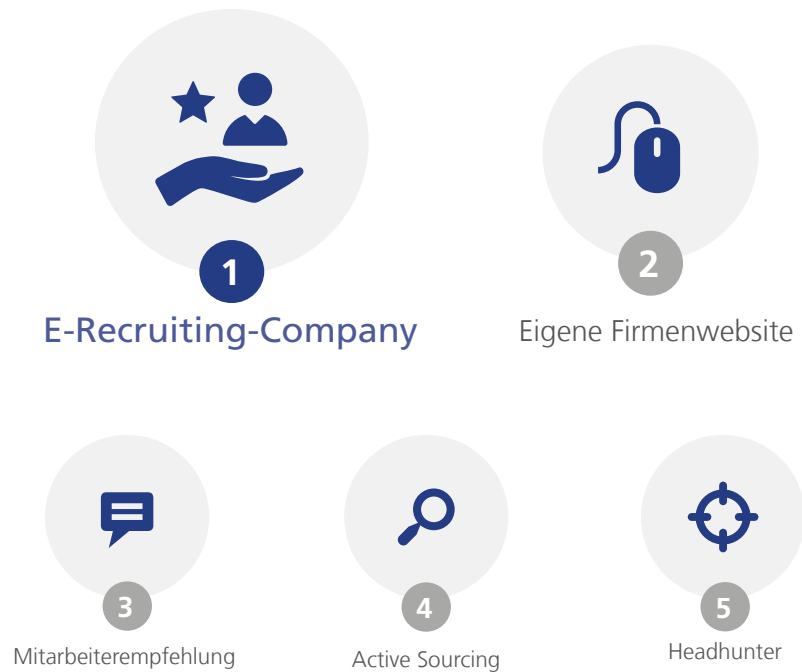 1
E-Recruiting-Company
2
Eigene Firmenwebsite
3
Mitarbeiterempfehlung
4
Active Sourcing
5
Headhunter